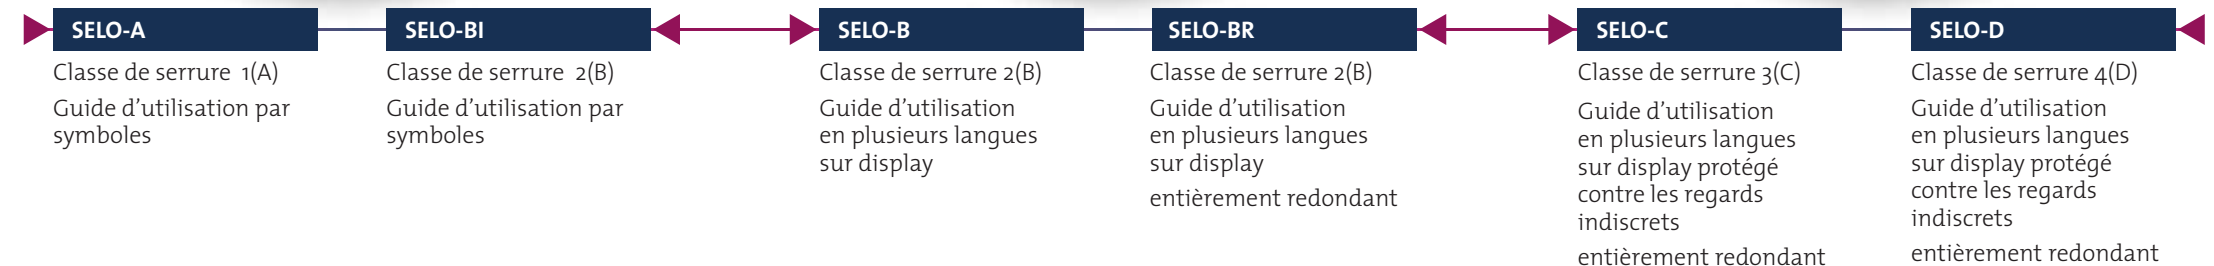 SELO-A
Classe de serrure 1(A)
Guide d’utilisation par
symboles
SELO-BI
Classe de serrure 2(B)
Guide d’utilisation par
symboles
SELO-B
Classe de serrure 2(B)
Guide d’utilisation
en plusieurs langues
sur display
SELO-BR
Classe de serrure 2(B)
Guide d’utilisation
en plusieurs langues
sur display
entièrement redondant
SELO-C
Classe de serrure 3(C)
Guide d’utilisation
en plusieurs langues
sur display protégé
contre les regards
indiscrets
entièrement redondant
SELO-D
Classe de serrure 4(D)
Guide d’utilisation
en plusieurs langues
sur display protégé
contre les regards
indiscrets
entièrement redondant